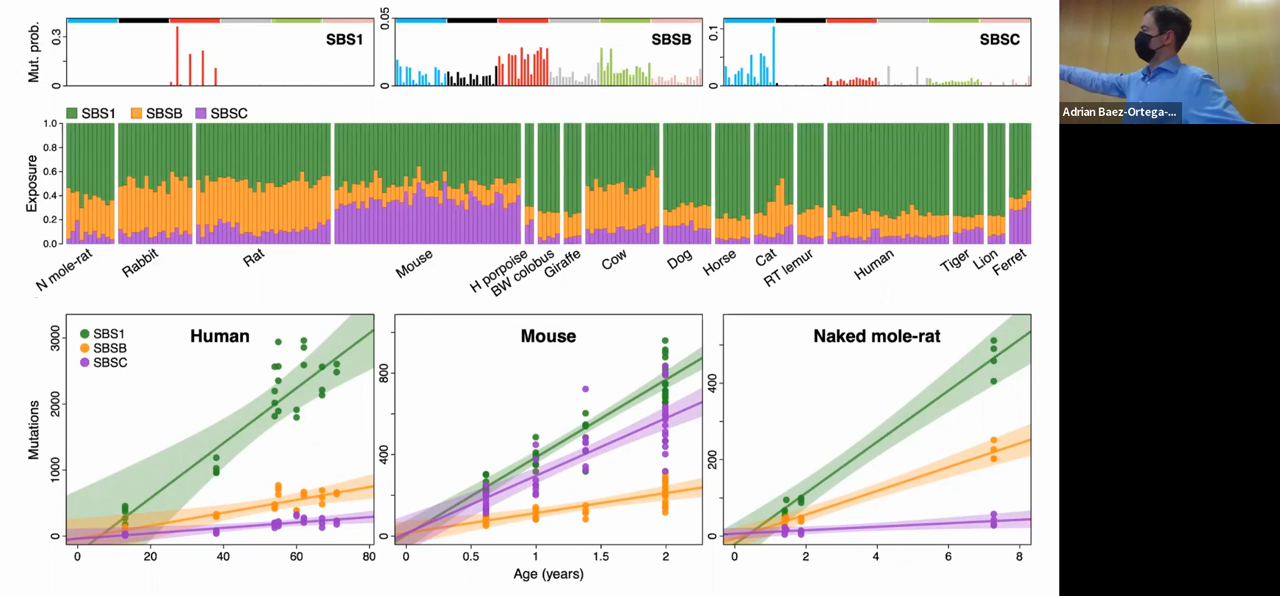 SBS1
SBSB
SBSC
Mut. prob.
0.3
0
0.05
0
0.1
0
Adrian Baez-Ortega-...
SBS1 SBSB SBSC
Exposure
1.0
0.8
0.6
0.4
0.2
0.0
N mole-rat
Rabbit
Rat
Mouse
H porpoise
BW colobus
Giraffe
Cow
Dog
Horse
Cat
RT lemur
Human
Tiger
Lion
Ferret
Human
Mouse
Naked mole-rat
SBS1
SBSB
SBSC
Mutations
3000
2000
1000
0
800
400
0
400
200
0
0 20 40 60 80
0 0.5 1 1.5 2
0 2 4 6 8
Age (years)